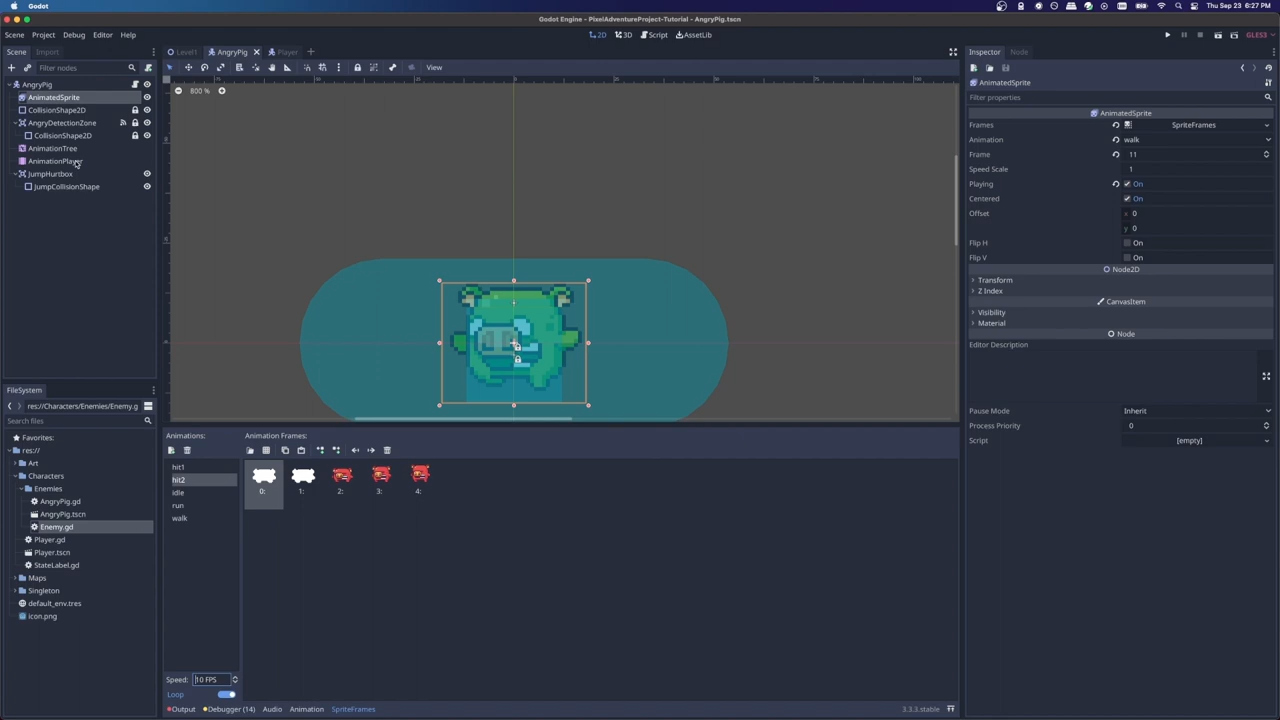 Godot
Thu Sep 23 6:27 PM
Godot Engine - PixelAdventureProject-Tutorial - AngryPig.tscn
Scene Project Debug Editor Help
2D 3D Script AssetLib
GLES3
Scene Import
Filter nodes
AngryPig
AnimatedSprite
CollisionShape2D
AngryDetectionZone
CollisionShape2D
AnimationTree
AnimationPlayer
JumpHurtbox
JumpCollisionShape
Level1 AngryPig Player
View
800 %
FileSystem
res://Characters/Enemies/Enemy.g
Search files
Favorites:
res://
Art
Characters
Enemies
AngryPig.gd
AngryPig.tscn
Enemy.gd
Player.gd
Player.tscn
StateLabel.gd
Maps
Singleton
default_env.tres
icon.png
Animations:
hit1
hit2
idle
run
walk
Speed: 10 FPS
Loop
Animation Frames:
0: 1: 2: 3: 4:
Output Debugger (14) Audio Animation SpriteFrames
3.3.3.stable
Inspector Node
AnimatedSprite
Filter properties
AnimatedSprite
Frames SpriteFrames
Animation walk
Frame 11
Speed Scale 1
Playing On
Centered On
Offset x 0
y 0
Flip H On
Flip V On
Node2D
Transform
Z Index
CanvasItem
Visibility
Material
Node
Editor Description
Pause Mode Inherit
Process Priority 0
Script [empty]